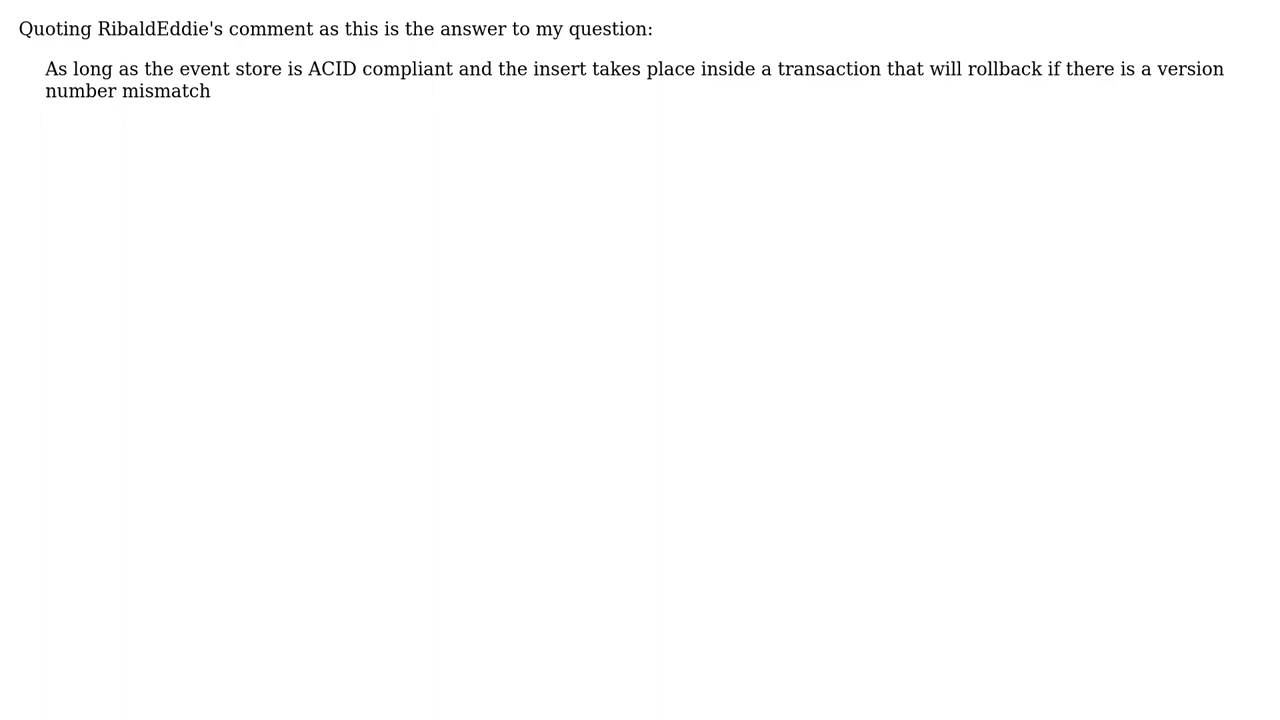 Quoting RibaldEddie's comment as this is the answer to my question:
As long as the event store is ACID compliant and the insert takes place inside a transaction that will rollback if there is a version
number mismatch